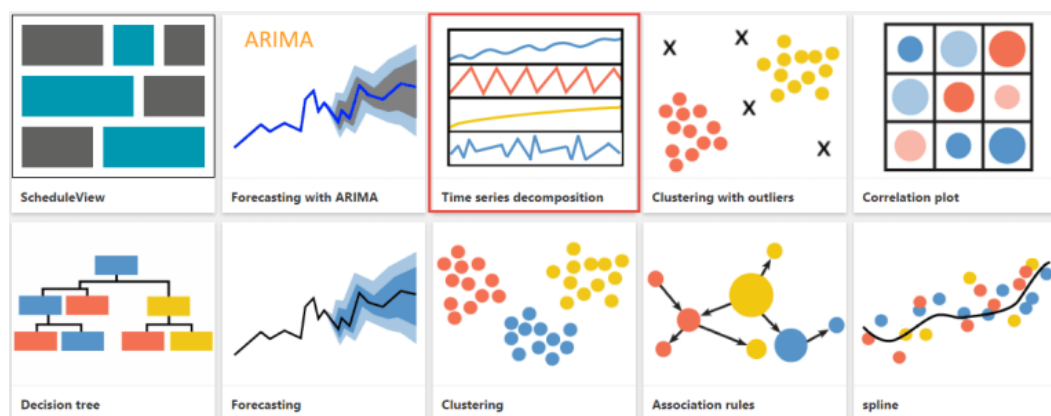 ARIMA
X
X
X
X
ScheduleView
Forecasting with ARIMA
Time series decomposition
Clustering with outliers
Correlation plot
Decision tree
Forecasting
Clustering
Association rules
spline